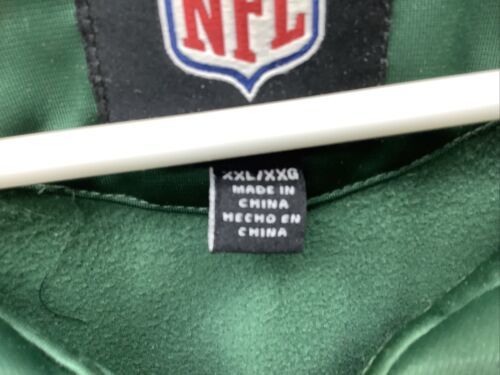 NFL
XXL/XXG
MADE IN
CHINA
HECHO EN
CHINA